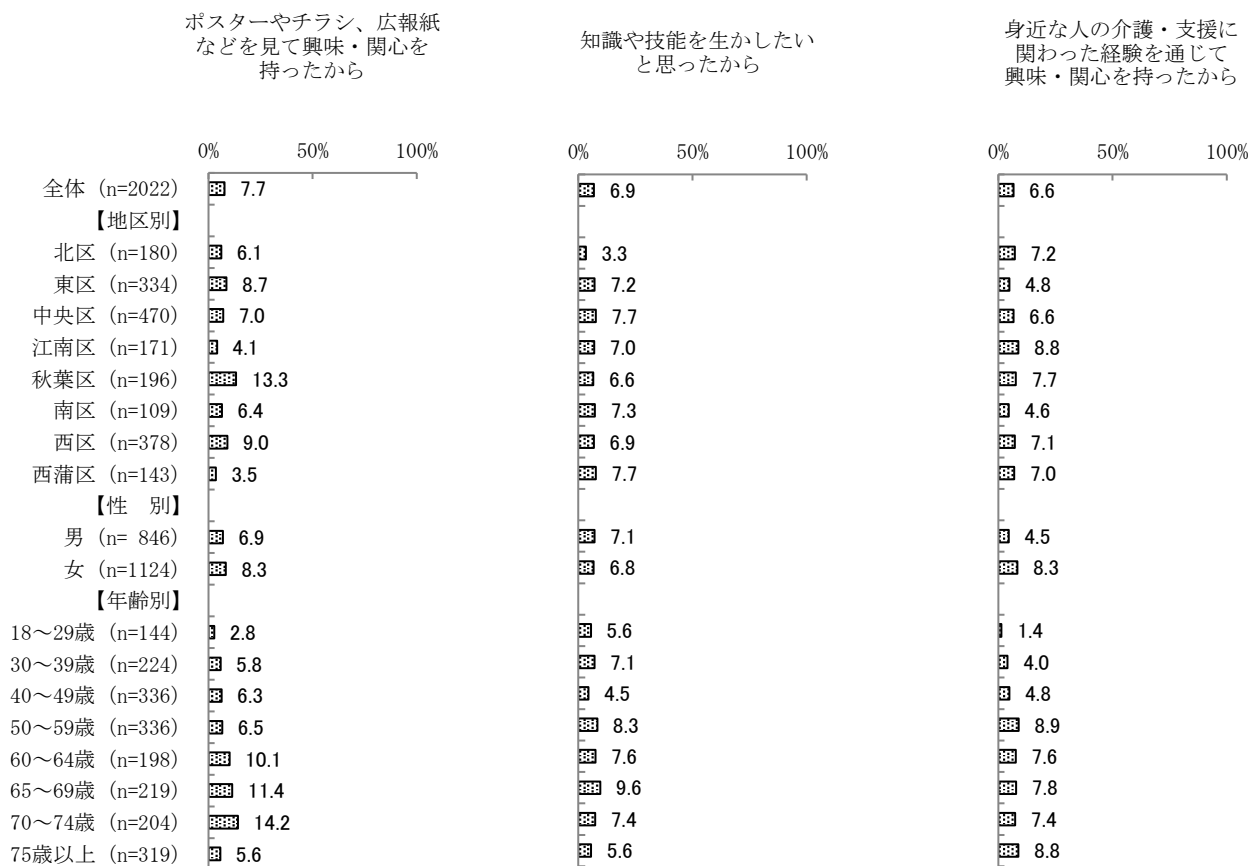 ポスターやチラシ、広報紙
などを見て興味・関心を
持ったから
知識や技能を生かしたい
と思ったから
身近な人の介護・支援に
関わった経験を通じて
興味・関心を持ったから
0% 50% 100% 0% 50% 100% 0% 50% 100%
全体 (n=2022) 7.7 6.9 6.6
【地区別】
北区 (n=180) 6.1 3.3 7.2
東区 (n=334) 8.7 7.2 4.8
中央区 (n=470) 7.0 7.7 6.6
江南区 (n=171) 4.1 7.0 8.8
秋葉区 (n=196) 13.3 6.6 7.7
南区 (n=109) 6.4 7.3 4.6
西区 (n=378) 9.0 6.9 7.1
西蒲区 (n=143) 3.5 7.7 7.0
【性　別】
男 (n= 846) 6.9 7.1 4.5
女 (n=1124) 8.3 6.8 8.3
【年齢別】
18～29歳 (n=144) 2.8 5.6 1.4
30～39歳 (n=224) 5.8 7.1 4.0
40～49歳 (n=336) 6.3 4.5 4.8
50～59歳 (n=336) 6.5 8.3 8.9
60～64歳 (n=198) 10.1 7.6 7.6
65～69歳 (n=219) 11.4 9.6 7.8
70～74歳 (n=204) 14.2 7.4 7.4
75歳以上 (n=319) 5.6 5.6 8.8